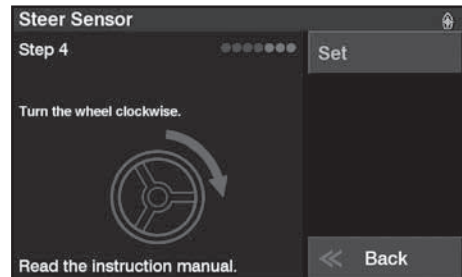 Steer Sensor
Step 4
Set
Turn the wheel clockwise.
Read the instruction manual.
Back